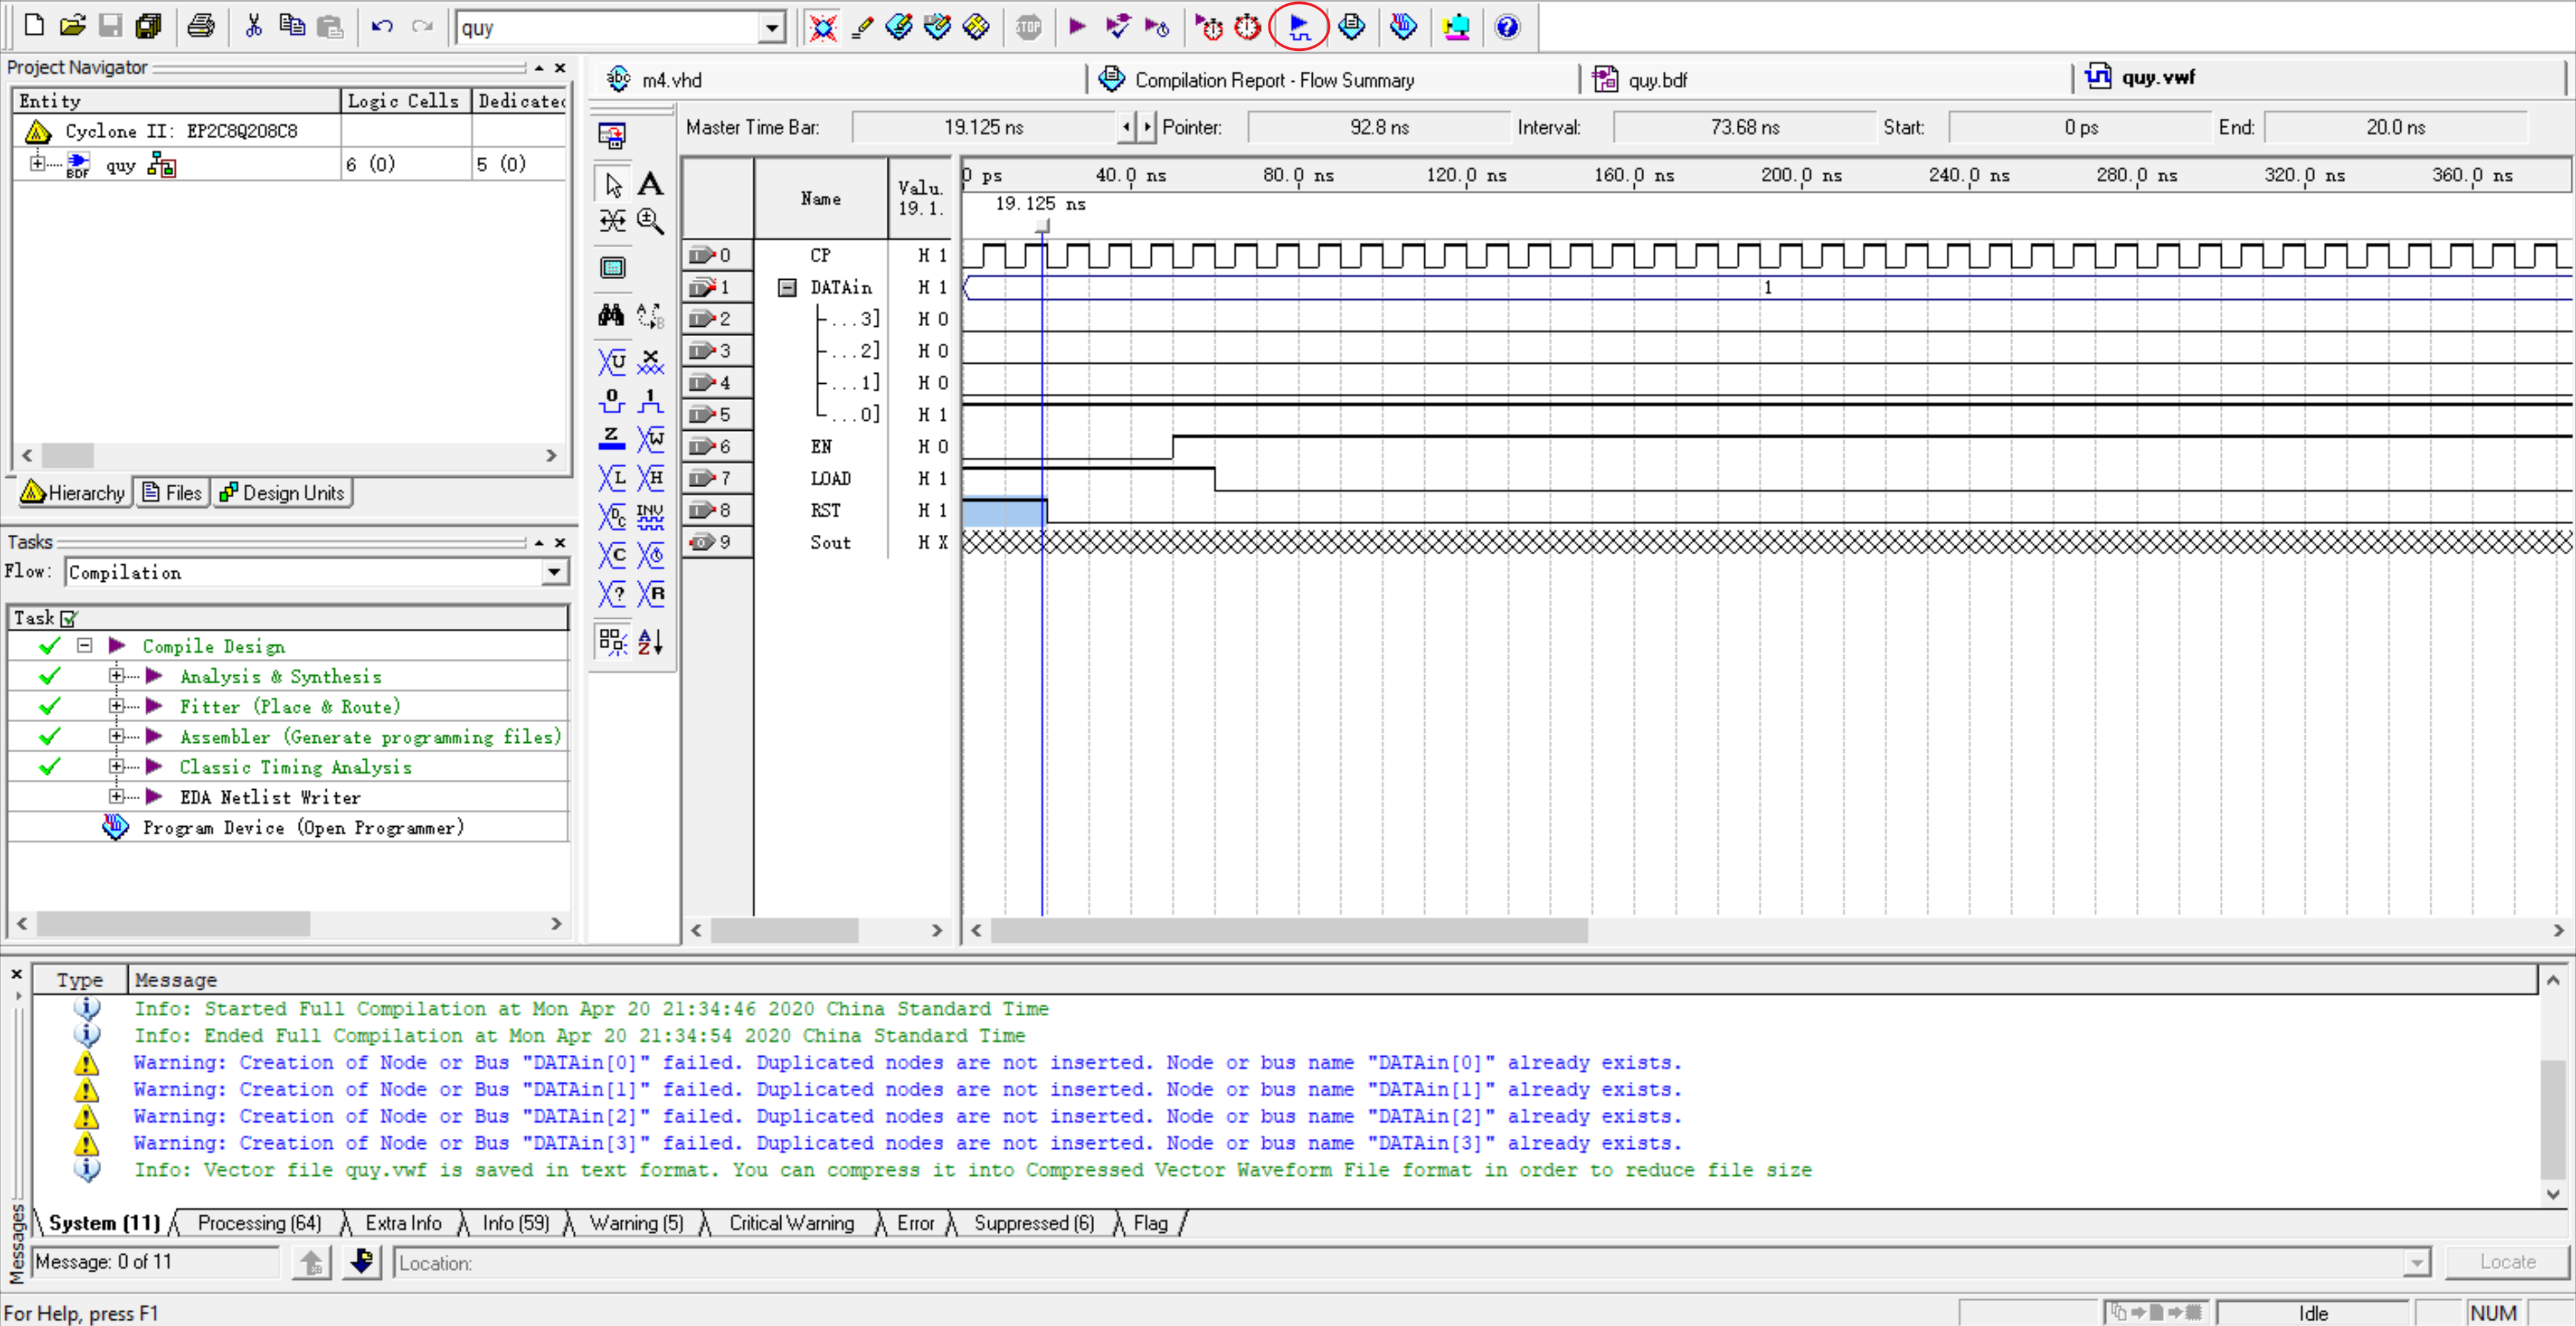 quy
STOP
Project Navigator
Entity Logic Cells Dedicated
Cyclone II: EP2C8Q208C8
BDF quy 6 (0) 5 (0)
Hierarchy Files Design Units
Tasks
Flow: Compilation
Task
Compile Design
Analysis & Synthesis
Fitter (Place & Route)
Assembler (Generate programming files)
Classic Timing Analysis
EDA Netlist Writer
Program Device (Open Programmer)
abc m4.vhd Compilation Report - Flow Summary quy.bdf quy.vwf
Master Time Bar: 19.125 ns Pointer: 92.8 ns Interval: 73.68 ns Start: 0 ps End: 20.0 ns
Name Valu. 19.1.
0 ps 40.0 ns 80.0 ns 120.0 ns 160.0 ns 200.0 ns 240.0 ns 280.0 ns 320.0 ns 360.0 ns
19.125 ns
0 CP H 1
1 DATAin H 1 1
2 ...3] H 0
3 ...2] H 0
4 ...1] H 0
5 ...0] H 1
6 EN H 0
7 LOAD H 1
8 RST H 1
9 Sout H X
Messages
Type Message
Info: Started Full Compilation at Mon Apr 20 21:34:46 2020 China Standard Time
Info: Ended Full Compilation at Mon Apr 20 21:34:54 2020 China Standard Time
Warning: Creation of Node or Bus "DATAin[0]" failed. Duplicated nodes are not inserted. Node or bus name "DATAin[0]" already exists.
Warning: Creation of Node or Bus "DATAin[1]" failed. Duplicated nodes are not inserted. Node or bus name "DATAin[1]" already exists.
Warning: Creation of Node or Bus "DATAin[2]" failed. Duplicated nodes are not inserted. Node or bus name "DATAin[2]" already exists.
Warning: Creation of Node or Bus "DATAin[3]" failed. Duplicated nodes are not inserted. Node or bus name "DATAin[3]" already exists.
Info: Vector file quy.vwf is saved in text format. You can compress it into Compressed Vector Waveform File format in order to reduce file size
System (11) Processing (64) Extra Info Info (59) Warning (5) Critical Warning Error Suppressed (6) Flag
Message: 0 of 11 Location: Locate
For Help, press F1 Idle NUM